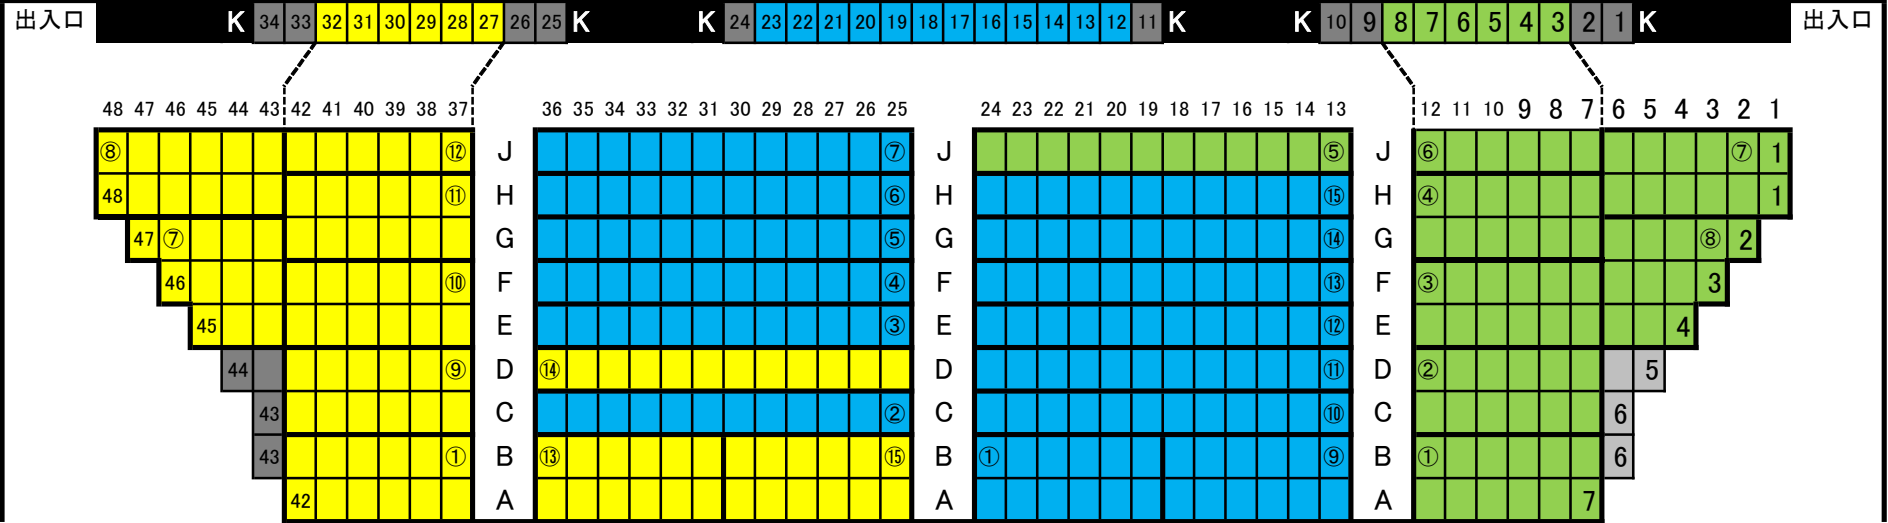 出入口 K 34 33 32 31 30 29 28 27 26 25 K K 24 23 22 21 20 19 18 17 16 15 14 13 12 11 K K 10 9 8 7 6 5 4 3 2 1 K 出入口
48 47 46 45 44 43 42 41 40 39 38 37 36 35 34 33 32 31 30 29 28 27 26 25 24 23 22 21 20 19 18 17 16 15 14 13 12 11 10 9 8 7 6 5 4 3 2 1
⑧ ⑫ J ⑦ J ⑤ J ⑥ ⑦ 1
48 ⑪ H ⑥ H ⑮ H ④ 1
47 ⑦ G ⑤ G ⑭ G ⑧ 2
46 ⑩ F ④ F ⑬ F ③ 3
45 E ③ E ⑫ E 4
44 ⑨ D ⑭ D ⑪ D ② 5
43 C ② C ⑩ C 6
43 ① B ⑬ ⑮ B ① ⑨ B ① 6
42 A A A 7